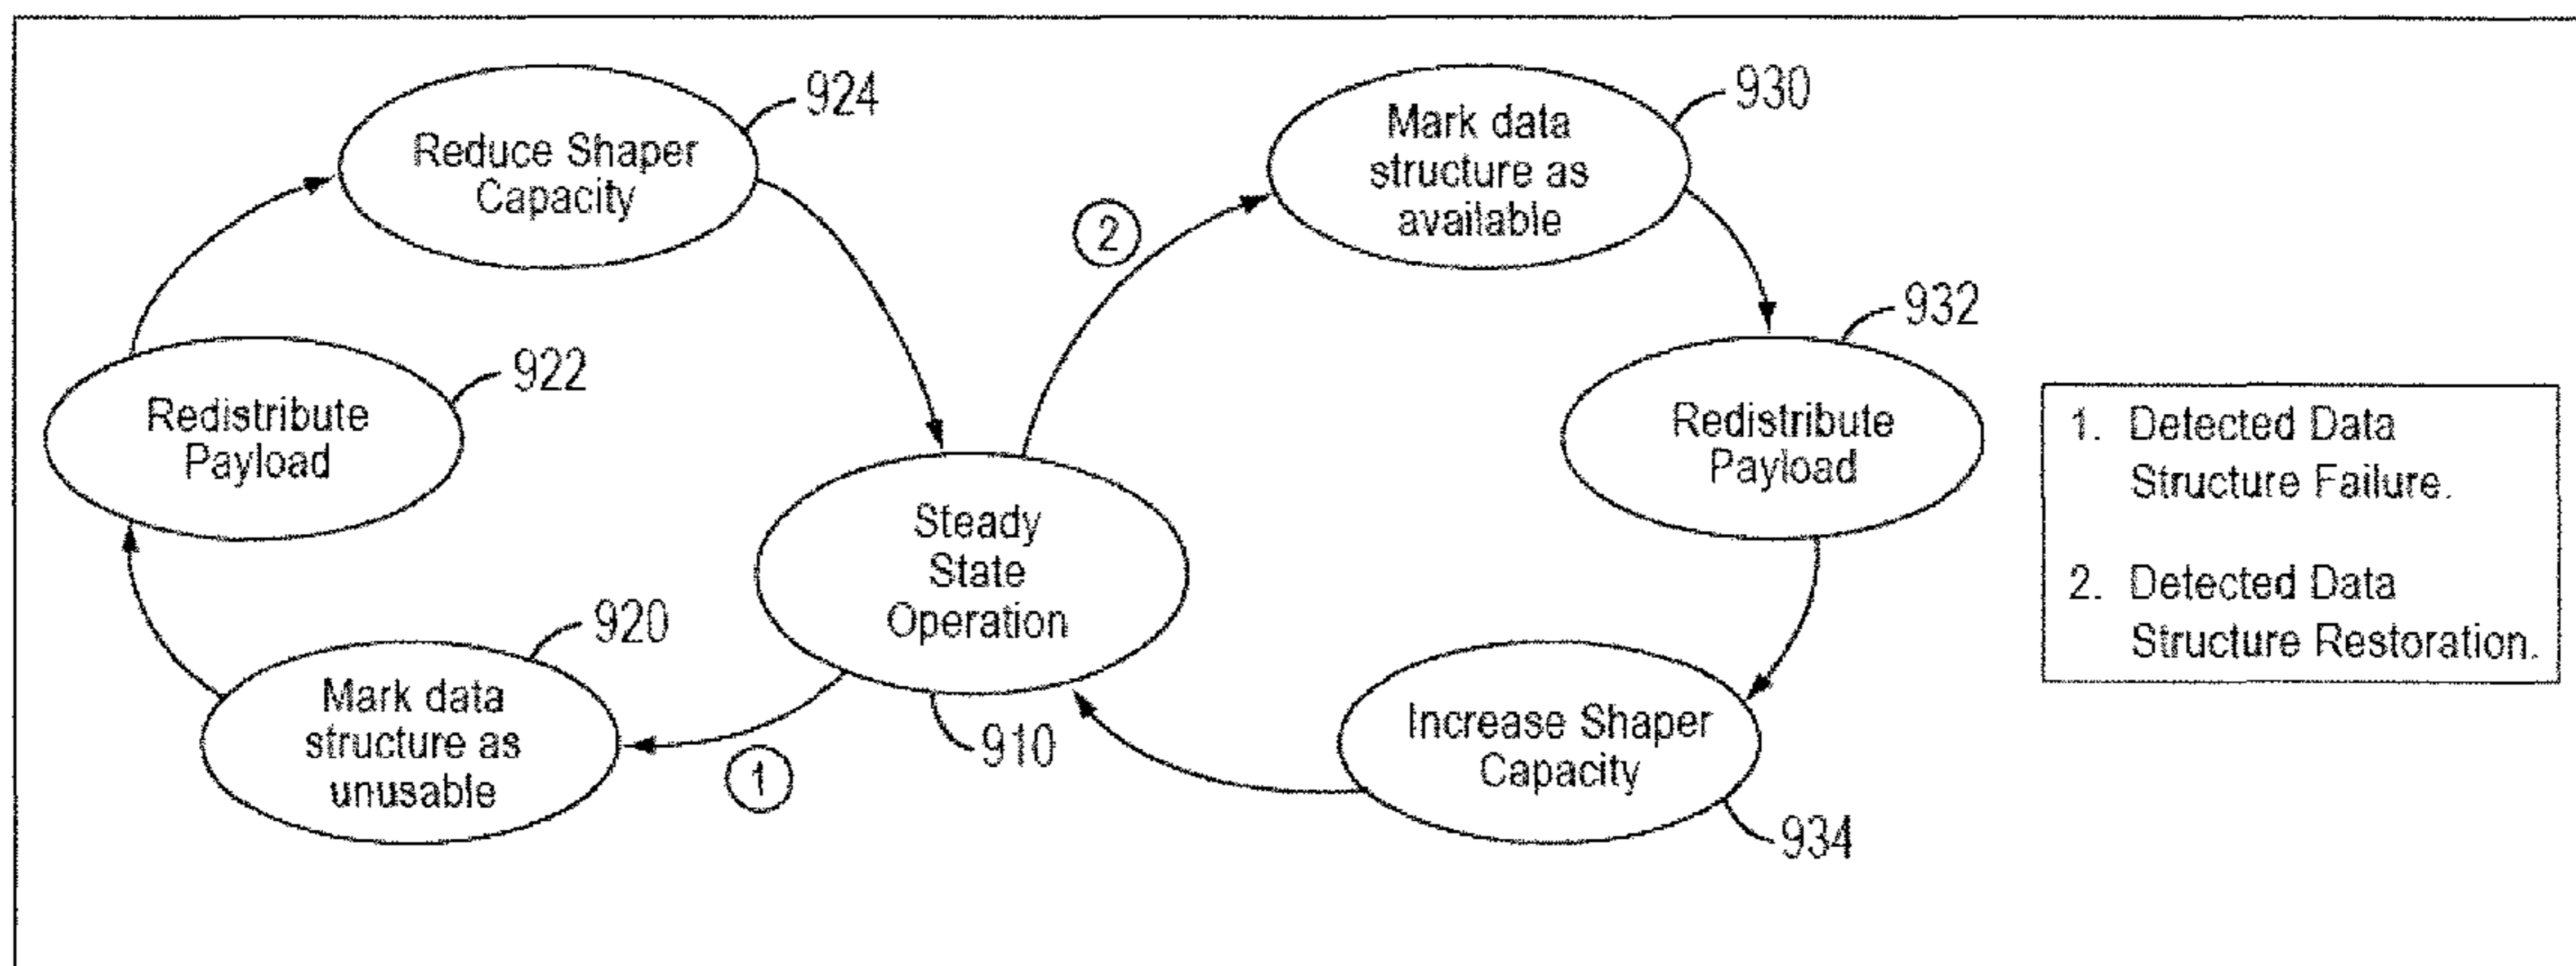 924
Reduce Shaper
Capacity
930
Mark data
structure as
available
2
932
Redistribute
Payload
922
Redistribute
Payload
Steady
State
Operation
910
920
Mark data
structure as
unusable
1
Increase Shaper
Capacity
934
1. Detected Data
Structure Failure.
2. Detected Data
Structure Restoration.